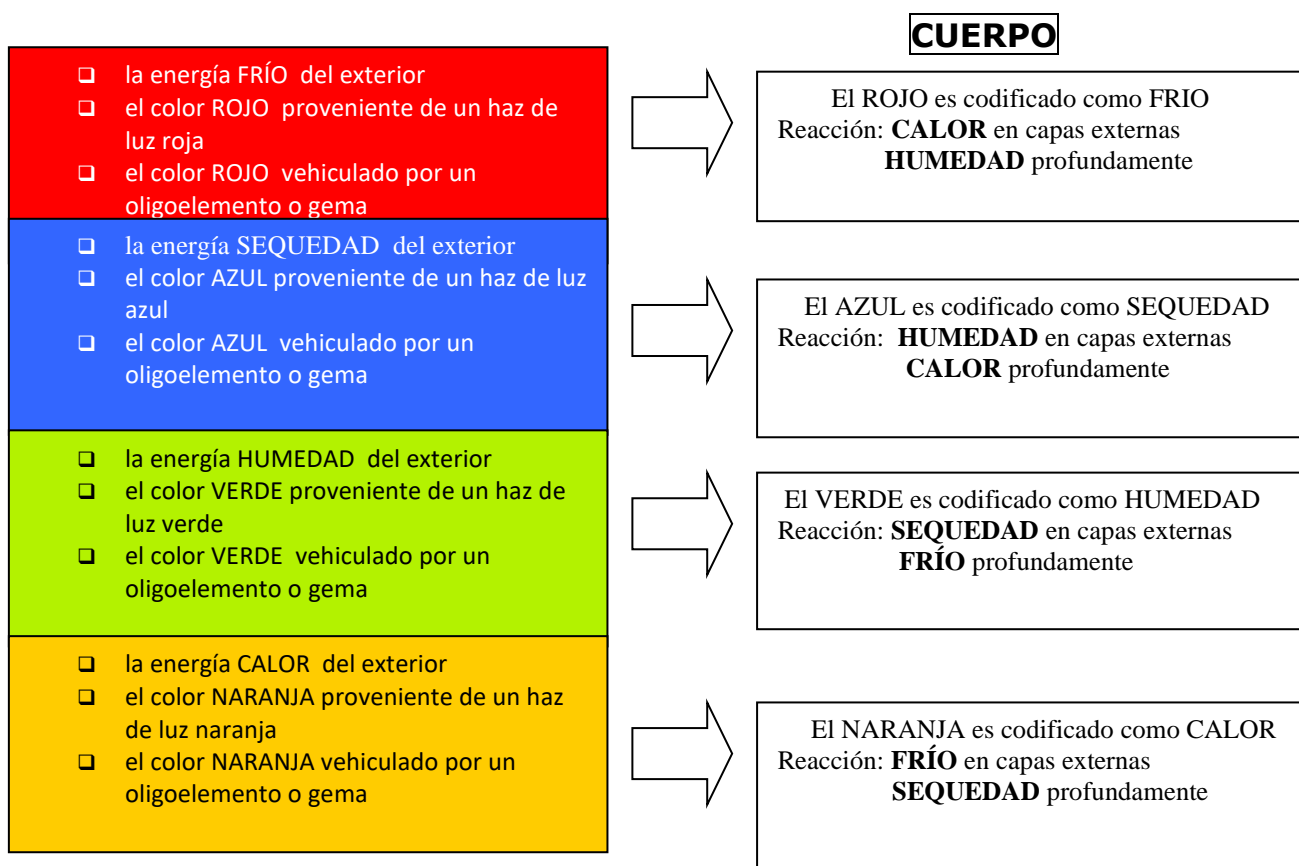 CUERPO
❑ la energía FRÍO del exterior
❑ el color ROJO proveniente de un haz de
luz roja
❑ el color ROJO vehiculado por un
oligoelemento o gema
El ROJO es codificado como FRIO
Reacción: CALOR en capas externas
HUMEDAD profundamente
❑ la energía SEQUEDAD del exterior
❑ el color AZUL proveniente de un haz de luz
azul
❑ el color AZUL vehiculado por un
oligoelemento o gema
El AZUL es codificado como SEQUEDAD
Reacción: HUMEDAD en capas externas
CALOR profundamente
❑ la energía HUMEDAD del exterior
❑ el color VERDE proveniente de un haz de
luz verde
❑ el color VERDE vehiculado por un
oligoelemento o gema
El VERDE es codificado como HUMEDAD
Reacción: SEQUEDAD en capas externas
FRÍO profundamente
❑ la energía CALOR del exterior
❑ el color NARANJA proveniente de un haz
de luz naranja
❑ el color NARANJA vehiculado por un
oligoelemento o gema
El NARANJA es codificado como CALOR
Reacción: FRÍO en capas externas
SEQUEDAD profundamente